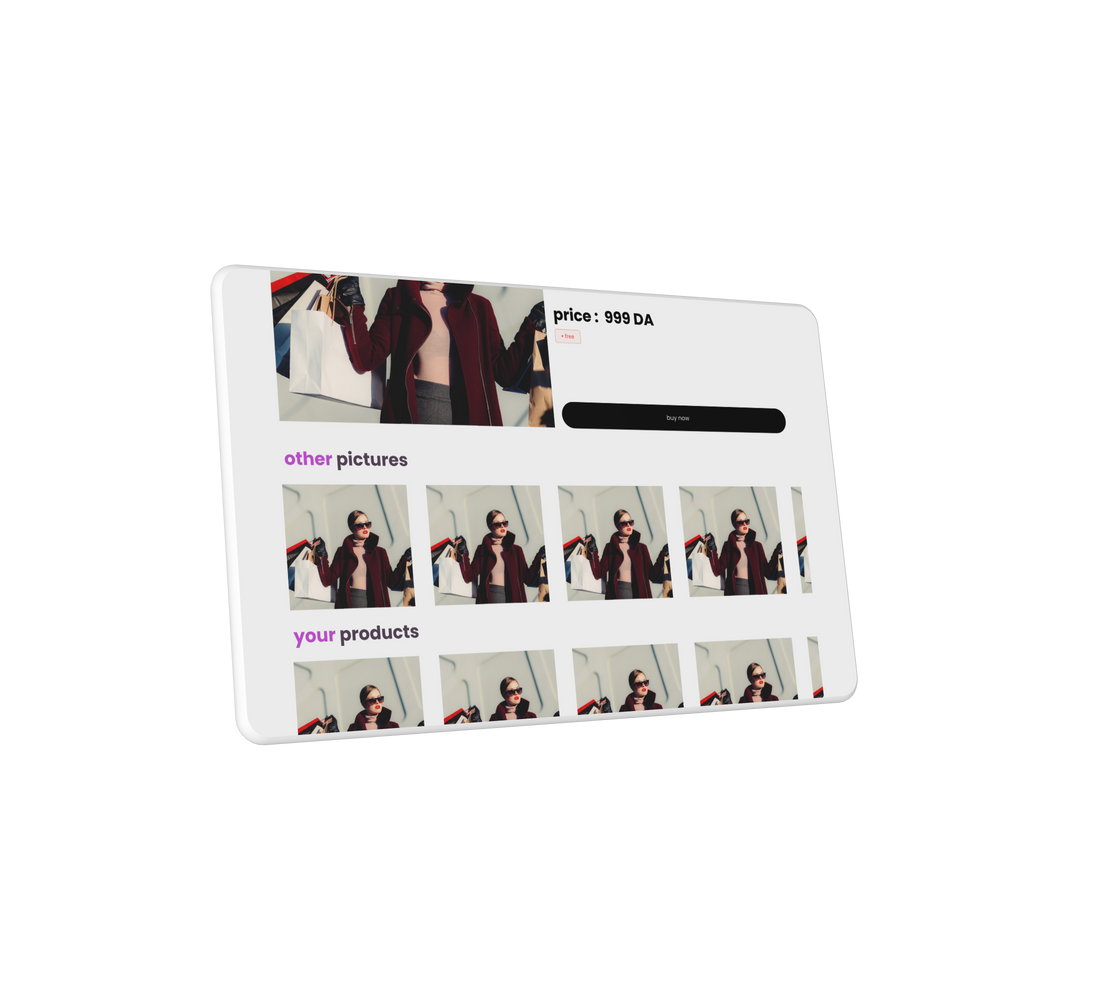 price : 999 DA
• free
buy now
other pictures
your products